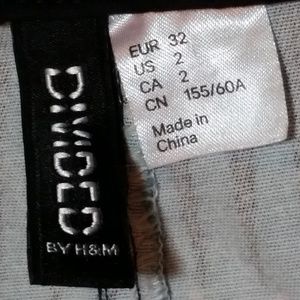 DIVIDED
BY H&M
EUR 32
US 2
CA 2
CN 155/60A
Made in
China